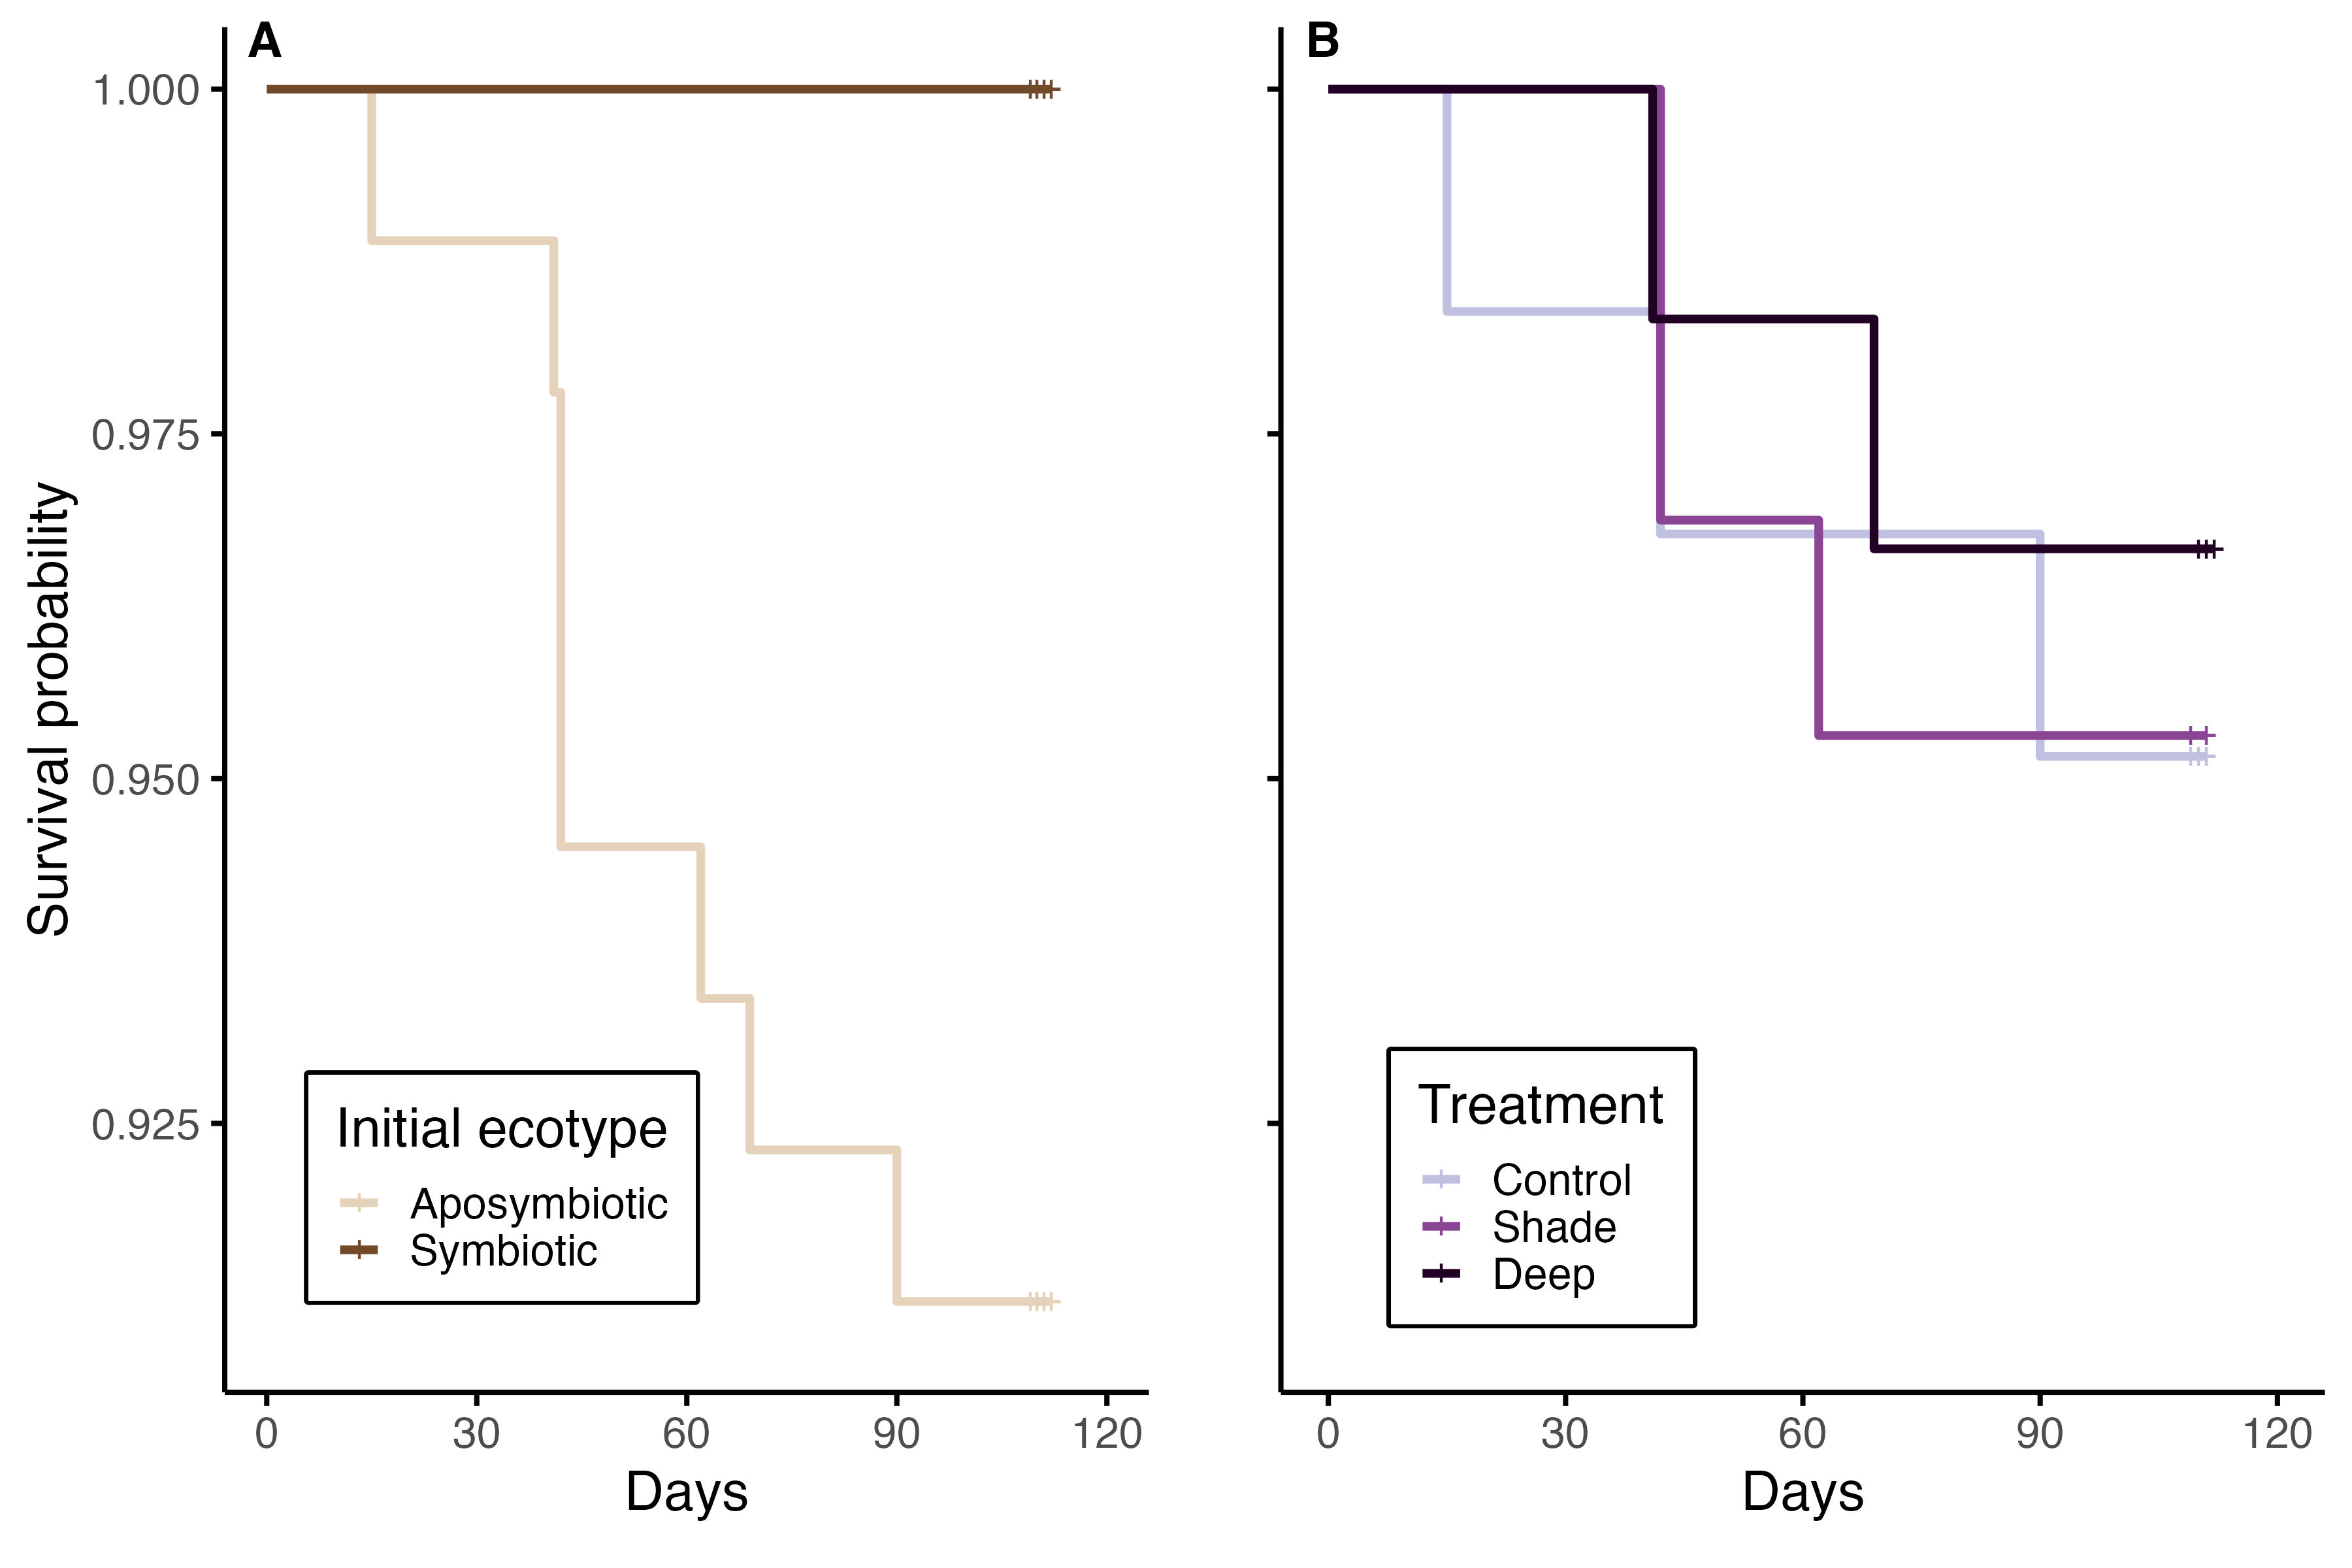 A
B
Survival probability
1.000
0.975
0.950
0.925
Initial ecotype
Aposymbiotic
Symbiotic
0 30 60 90 120
Days
Treatment
Control
Shade
Deep
0 30 60 90 120
Days